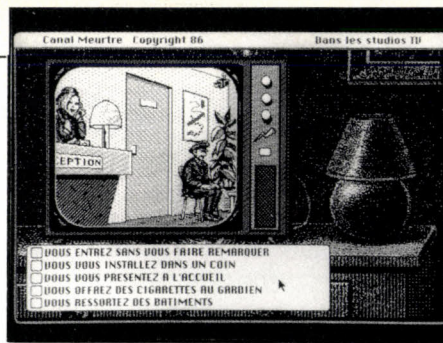 Canal Meurtre Copyright 86 Dans les studios TV
CEPTION
VOUS ENTREZ SANS VOUS FAIRE REMARQUER
VOUS VOUS INSTALLEZ DANS UN COIN
VOUS VOUS PRESENTEZ A L'ACCUEIL
VOUS OFFREZ DES CIGARETTES AU GARDIEN
VOUS RESSORTEZ DES BATIMENTS